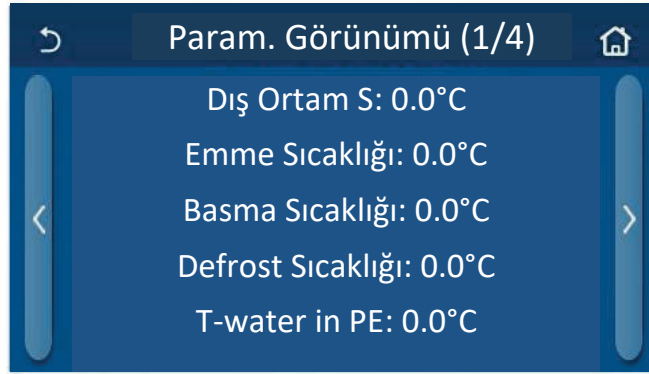 Param. Görünümü (1/4)
Dış Ortam S: 0.0°C
Emme Sıcaklığı: 0.0°C
Basma Sıcaklığı: 0.0°C
Defrost Sıcaklığı: 0.0°C
T-water in PE: 0.0°C